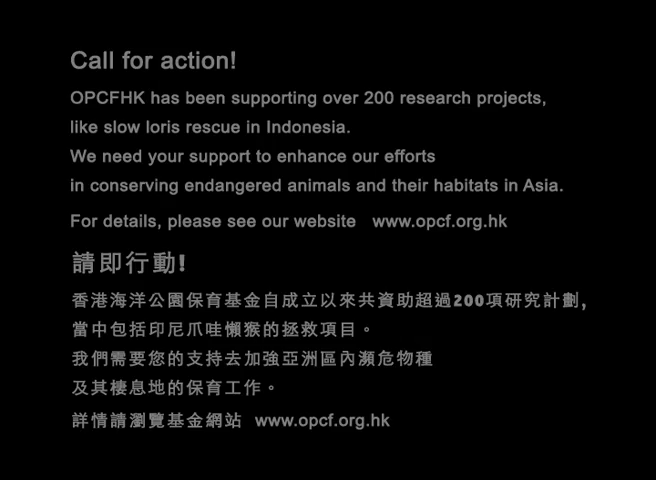 Call for action!
OPCFHK has been supporting over 200 research projects,
like slow loris rescue in Indonesia.
We need your support to enhance our efforts
in conserving endangered animals and their habitats in Asia.
For details, please see our website www.opcf.org.hk
請即行動!
香港海洋公園保育基金自成立以來共資助超過200項研究計劃,
當中包括印尼爪哇懶猴的拯救項目。
我們需要您的支持去加強亞洲區內瀕危物種
及其棲息地的保育工作。
詳情請瀏覽基金網站 www.opcf.org.hk